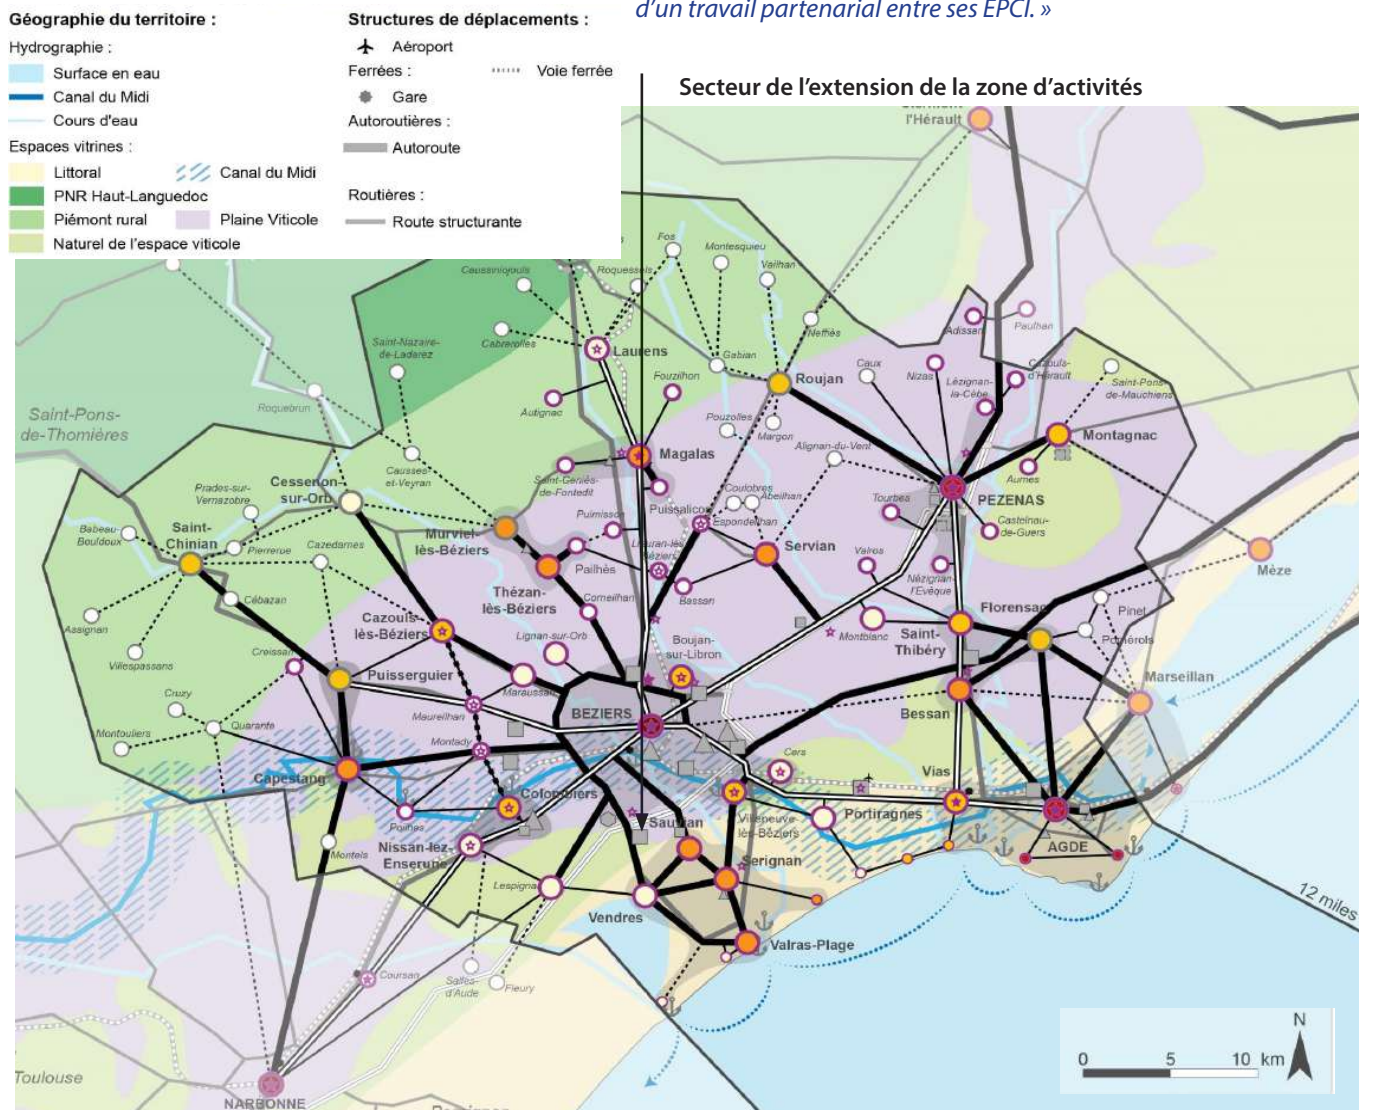 d'un travail partenarial entre ses EPCI. »
Géographie du territoire :
Hydrographie :
Surface en eau
Canal du Midi
Cours d'eau
Espaces vitrines :
Littoral
Canal du Midi
PNR Haut-Languedoc
Piémont rural
Plaine Viticole
Naturel de l'espace viticole
Structures de déplacements :
Aéroport
Ferrées :
Voie ferrée
Gare
Autoroutières :
Autoroute
Routières :
Route structurante
Secteur de l'extension de la zone d'activités
l'Hérault
Fos
Montesquieu
Vailhan
Caussiniojouls
Roquessels
Neffiès
Adissan
Paulhan
Cabrerolles
Saint-Nazaire-
de-Ladarez
Laurens
Gabian
Fouzilhon
Roujan
Caux
Nizas
Lézignan-
la-Cèbe
Cazouls-
d'Hérault
Saint-Pons-
de-Mauchiens
Roquebrun
Autignac
Pouzolles
Margon
Alignan-du-Vent
Montagnac
Saint-Pons-
de-Thomières
Magalas
Causses-
et-Veyran
Saint-Geniès-
de-Fontedit
Aumes
Cessenon-
sur-Orb
Prades-sur-
Vernazobre
Coulobres
Abeilhan
Tourbes
PEZENAS
Puissalicon
Espondeilhan
Puimisson
Castelnau-
de-Guers
Babeau-
Bouldoux
Saint-
Chinian
Pierrerue
Cazedarnes
Murviel-
lès-Béziers
Servian
Valros
Lieuran-lès-
Béziers
Pailhès
Mèze
Cébazan
Thézan-
lès-Béziers
Corneilhan
Bassan
Nézignan-
l'Evêque
Florensac
Pinet
Assignan
Cazouls-
lès-Béziers
Lignan-sur-Orb
Boujan-
sur-Libron
Montblanc
Saint-
Thibéry
Pomérols
Villespassans
Creissan
Puisserguier
Maraussan
Marseillan
Cruzy
Quarante
Maureilhan
BEZIERS
Bessan
Montouliers
Montady
Cers
Vias
Capestang
Colombiers
Poilhes
Sauvian
Villeneuve-
lès-Béziers
Portiragnes
Nissan-lez-
Enserune
Montels
AGDE
Serignan
Lespignan
Vendres
12 miles
Valras-Plage
Coursan
Salles-
d'Aude
Fleury
N
0 5 10 km
Toulouse
NARBONNE